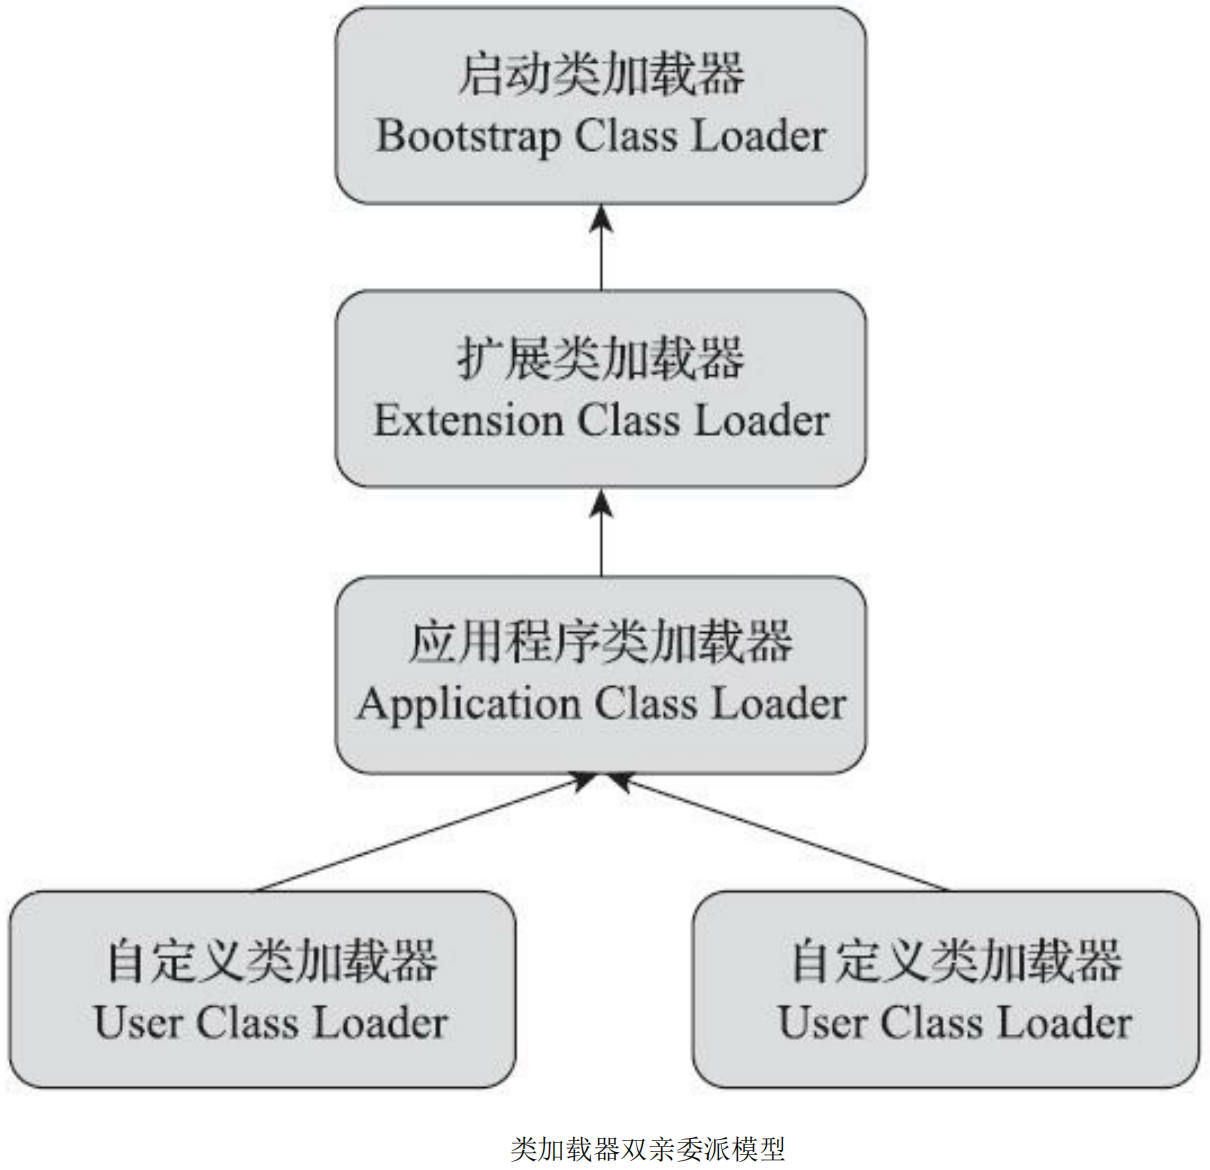 启动类加载器
Bootstrap Class Loader
扩展类加载器
Extension Class Loader
应用程序类加载器
Application Class Loader
自定义类加载器
User Class Loader
自定义类加载器
User Class Loader
类加载器双亲委派模型